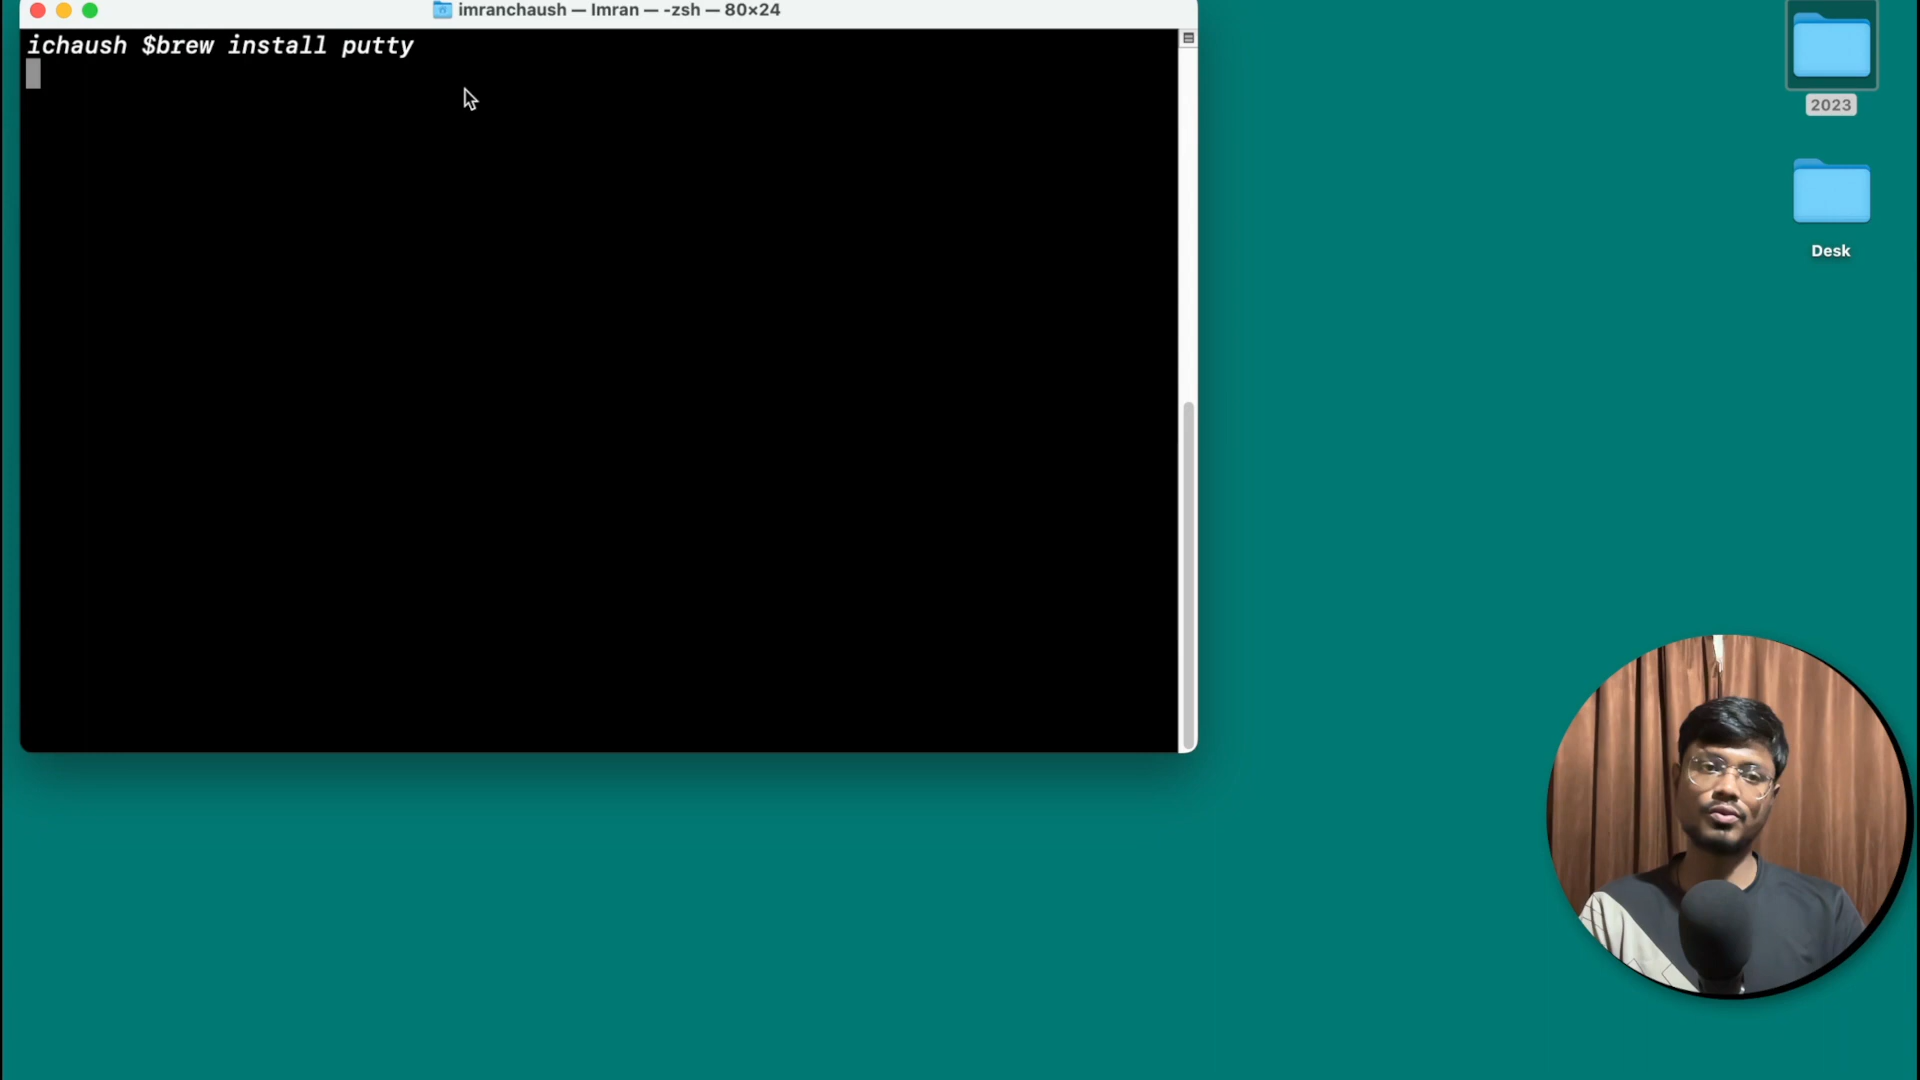 imranchaush — Imran — -zsh — 80×24
ichaush $brew install putty
2023
Desk